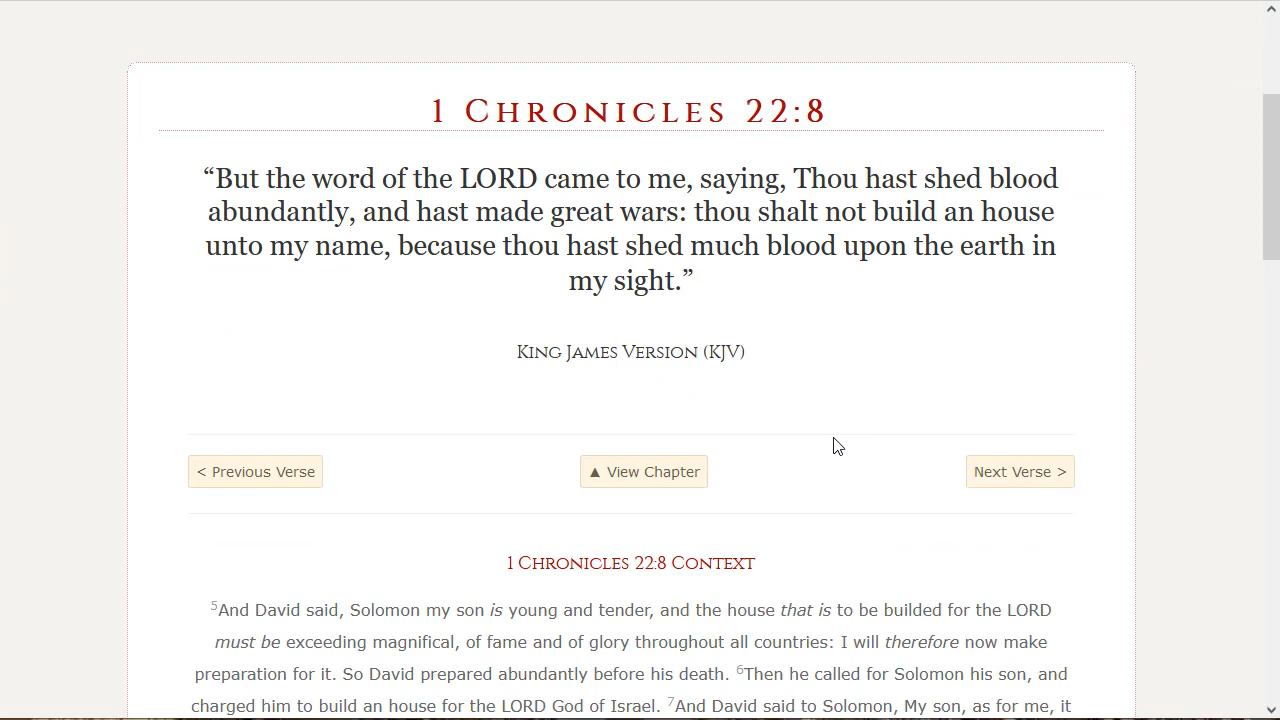 1 Chronicles 22:8
“But the word of the LORD came to me, saying, Thou hast shed blood
abundantly, and hast made great wars: thou shalt not build an house
unto my name, because thou hast shed much blood upon the earth in
my sight.”
King James Version (KJV)
< Previous Verse
▲ View Chapter
Next Verse >
1 Chronicles 22:8 Context
5And David said, Solomon my son is young and tender, and the house that is to be builded for the LORD
must be exceeding magnifical, of fame and of glory throughout all countries: I will therefore now make
preparation for it. So David prepared abundantly before his death. 6Then he called for Solomon his son, and
charged him to build an house for the LORD God of Israel. 7And David said to Solomon, My son, as for me, it